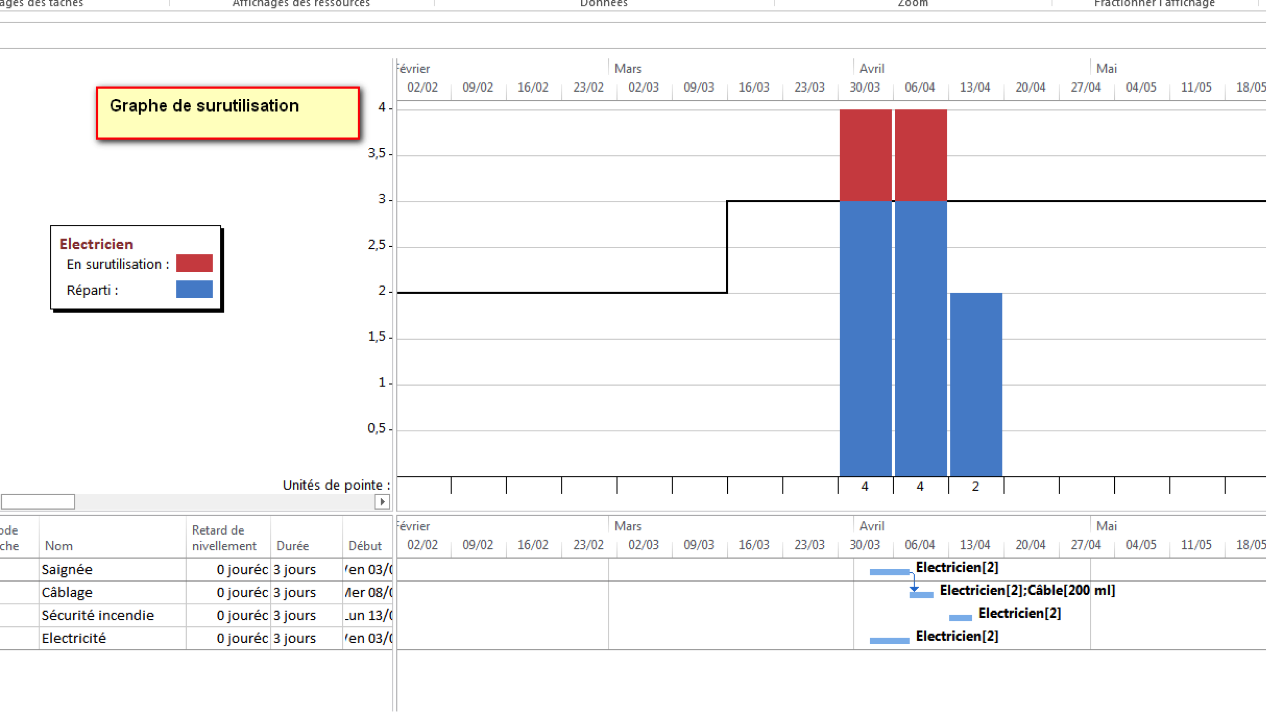 ages des tâches Affichages des ressources Données Zoom Fractionner l'affichage
Février Mars Avril Mai
02/02 09/02 16/02 23/02 02/03 09/03 16/03 23/03 30/03 06/04 13/04 20/04 27/04 04/05 11/05 18/05
Graphe de surutilisation
4
3,5
3
2,5
2
1,5
1
0,5
Electricien
En surutilisation :
Réparti :
Unités de pointe : 4 4 2
Février Mars Avril Mai
02/02 09/02 16/02 23/02 02/03 09/03 16/03 23/03 30/03 06/04 13/04 20/04 27/04 04/05 11/05 18/05
ode
che
Nom
Retard de
nivellement
Durée
Début
Saignée 0 jouréc 3 jours Ven 03/0 Electricien[2]
Câblage 0 jouréc 3 jours Mer 08/0 Electricien[2];Câble[200 ml]
Sécurité incendie 0 jouréc 3 jours Lun 13/0 Electricien[2]
Electricité 0 jouréc 3 jours Ven 03/0 Electricien[2]